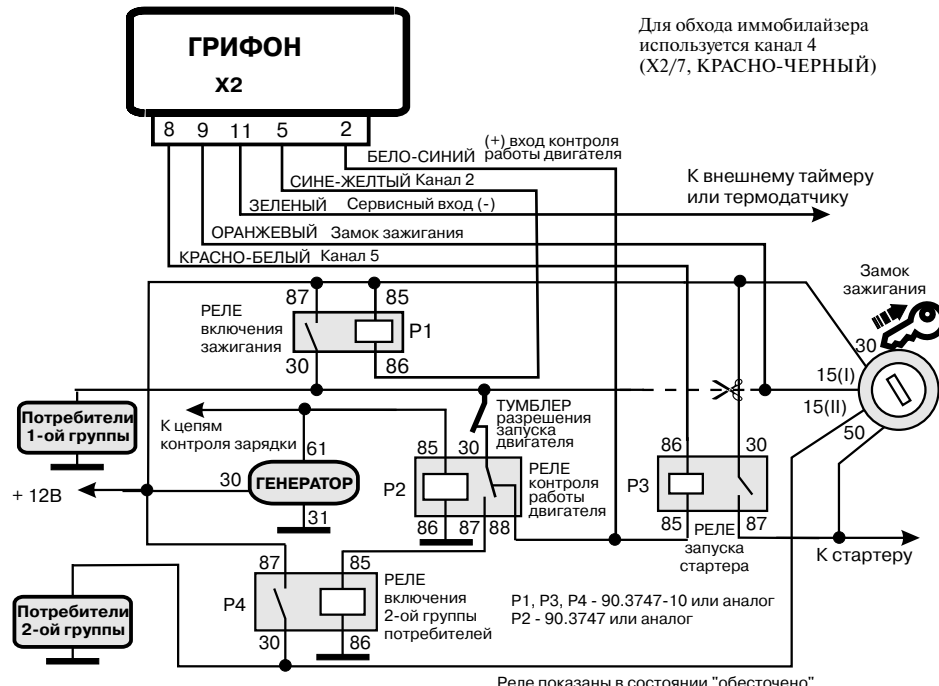 ГРИФОН
X2
Для обхода иммобилайзера
используется канал 4
(X2/7, КРАСНО-ЧЕРНЫЙ)
8 9 11 5 2
(+) вход контроля
БЕЛО-СИНИЙ работы двигателя
СИНЕ-ЖЕЛТЫЙ Канал 2
К внешнему таймеру
или термодатчику
ЗЕЛЕНЫЙ Сервисный вход (-)
ОРАНЖЕВЫЙ Замок зажигания
КРАСНО-БЕЛЫЙ Канал 5
Замок
зажигания
87 85
РЕЛЕ
включения
зажигания
P1
30 86
30
15(I)
15(II)
50
Потребители
1-ой группы
К цепям
контроля зарядки
ТУМБЛЕР
разрешения
запуска
двигателя
61
85 30
86 30
+ 12В
30
ГЕНЕРАТОР
31
P2
РЕЛЕ
контроля
работы
двигателя
86 87 88
P3
85 87
РЕЛЕ
запуска
стартера
К стартеру
87 85
P4
РЕЛЕ
включения
2-ой группы
потребителей
30 86
Потребители
2-ой группы
P1, P3, P4 - 90.3747-10 или аналог
P2 - 90.3747 или аналог
Реле показаны в состоянии "обесточено"